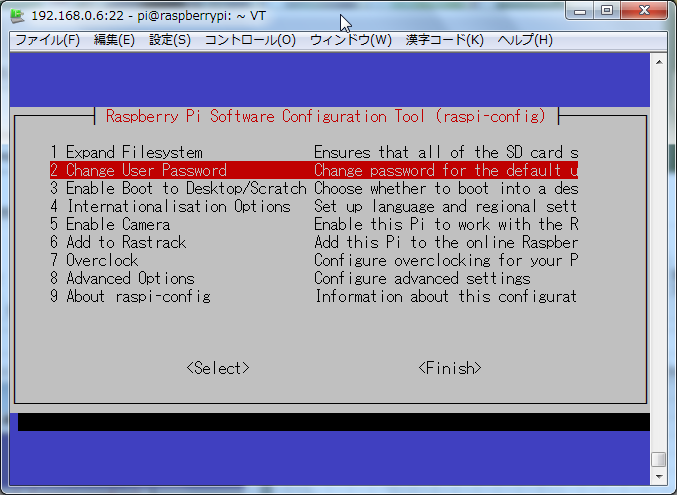 192.168.0.6:22 - pi@raspberrypi: ~ VT
ファイル(F) 編集(E) 設定(S) コントロール(O) ウィンドウ(W) 漢字コード(K) ヘルプ(H)
Raspberry Pi Software Configuration Tool (raspi-config)
1 Expand Filesystem Ensures that all of the SD card s
2 Change User Password Change password for the default u
3 Enable Boot to Desktop/Scratch Choose whether to boot into a des
4 Internationalisation Options Set up language and regional sett
5 Enable Camera Enable this Pi to work with the R
6 Add to Rastrack Add this Pi to the online Raspber
7 Overclock Configure overclocking for your P
8 Advanced Options Configure advanced settings
9 About raspi-config Information about this configurat
<Select> <Finish>